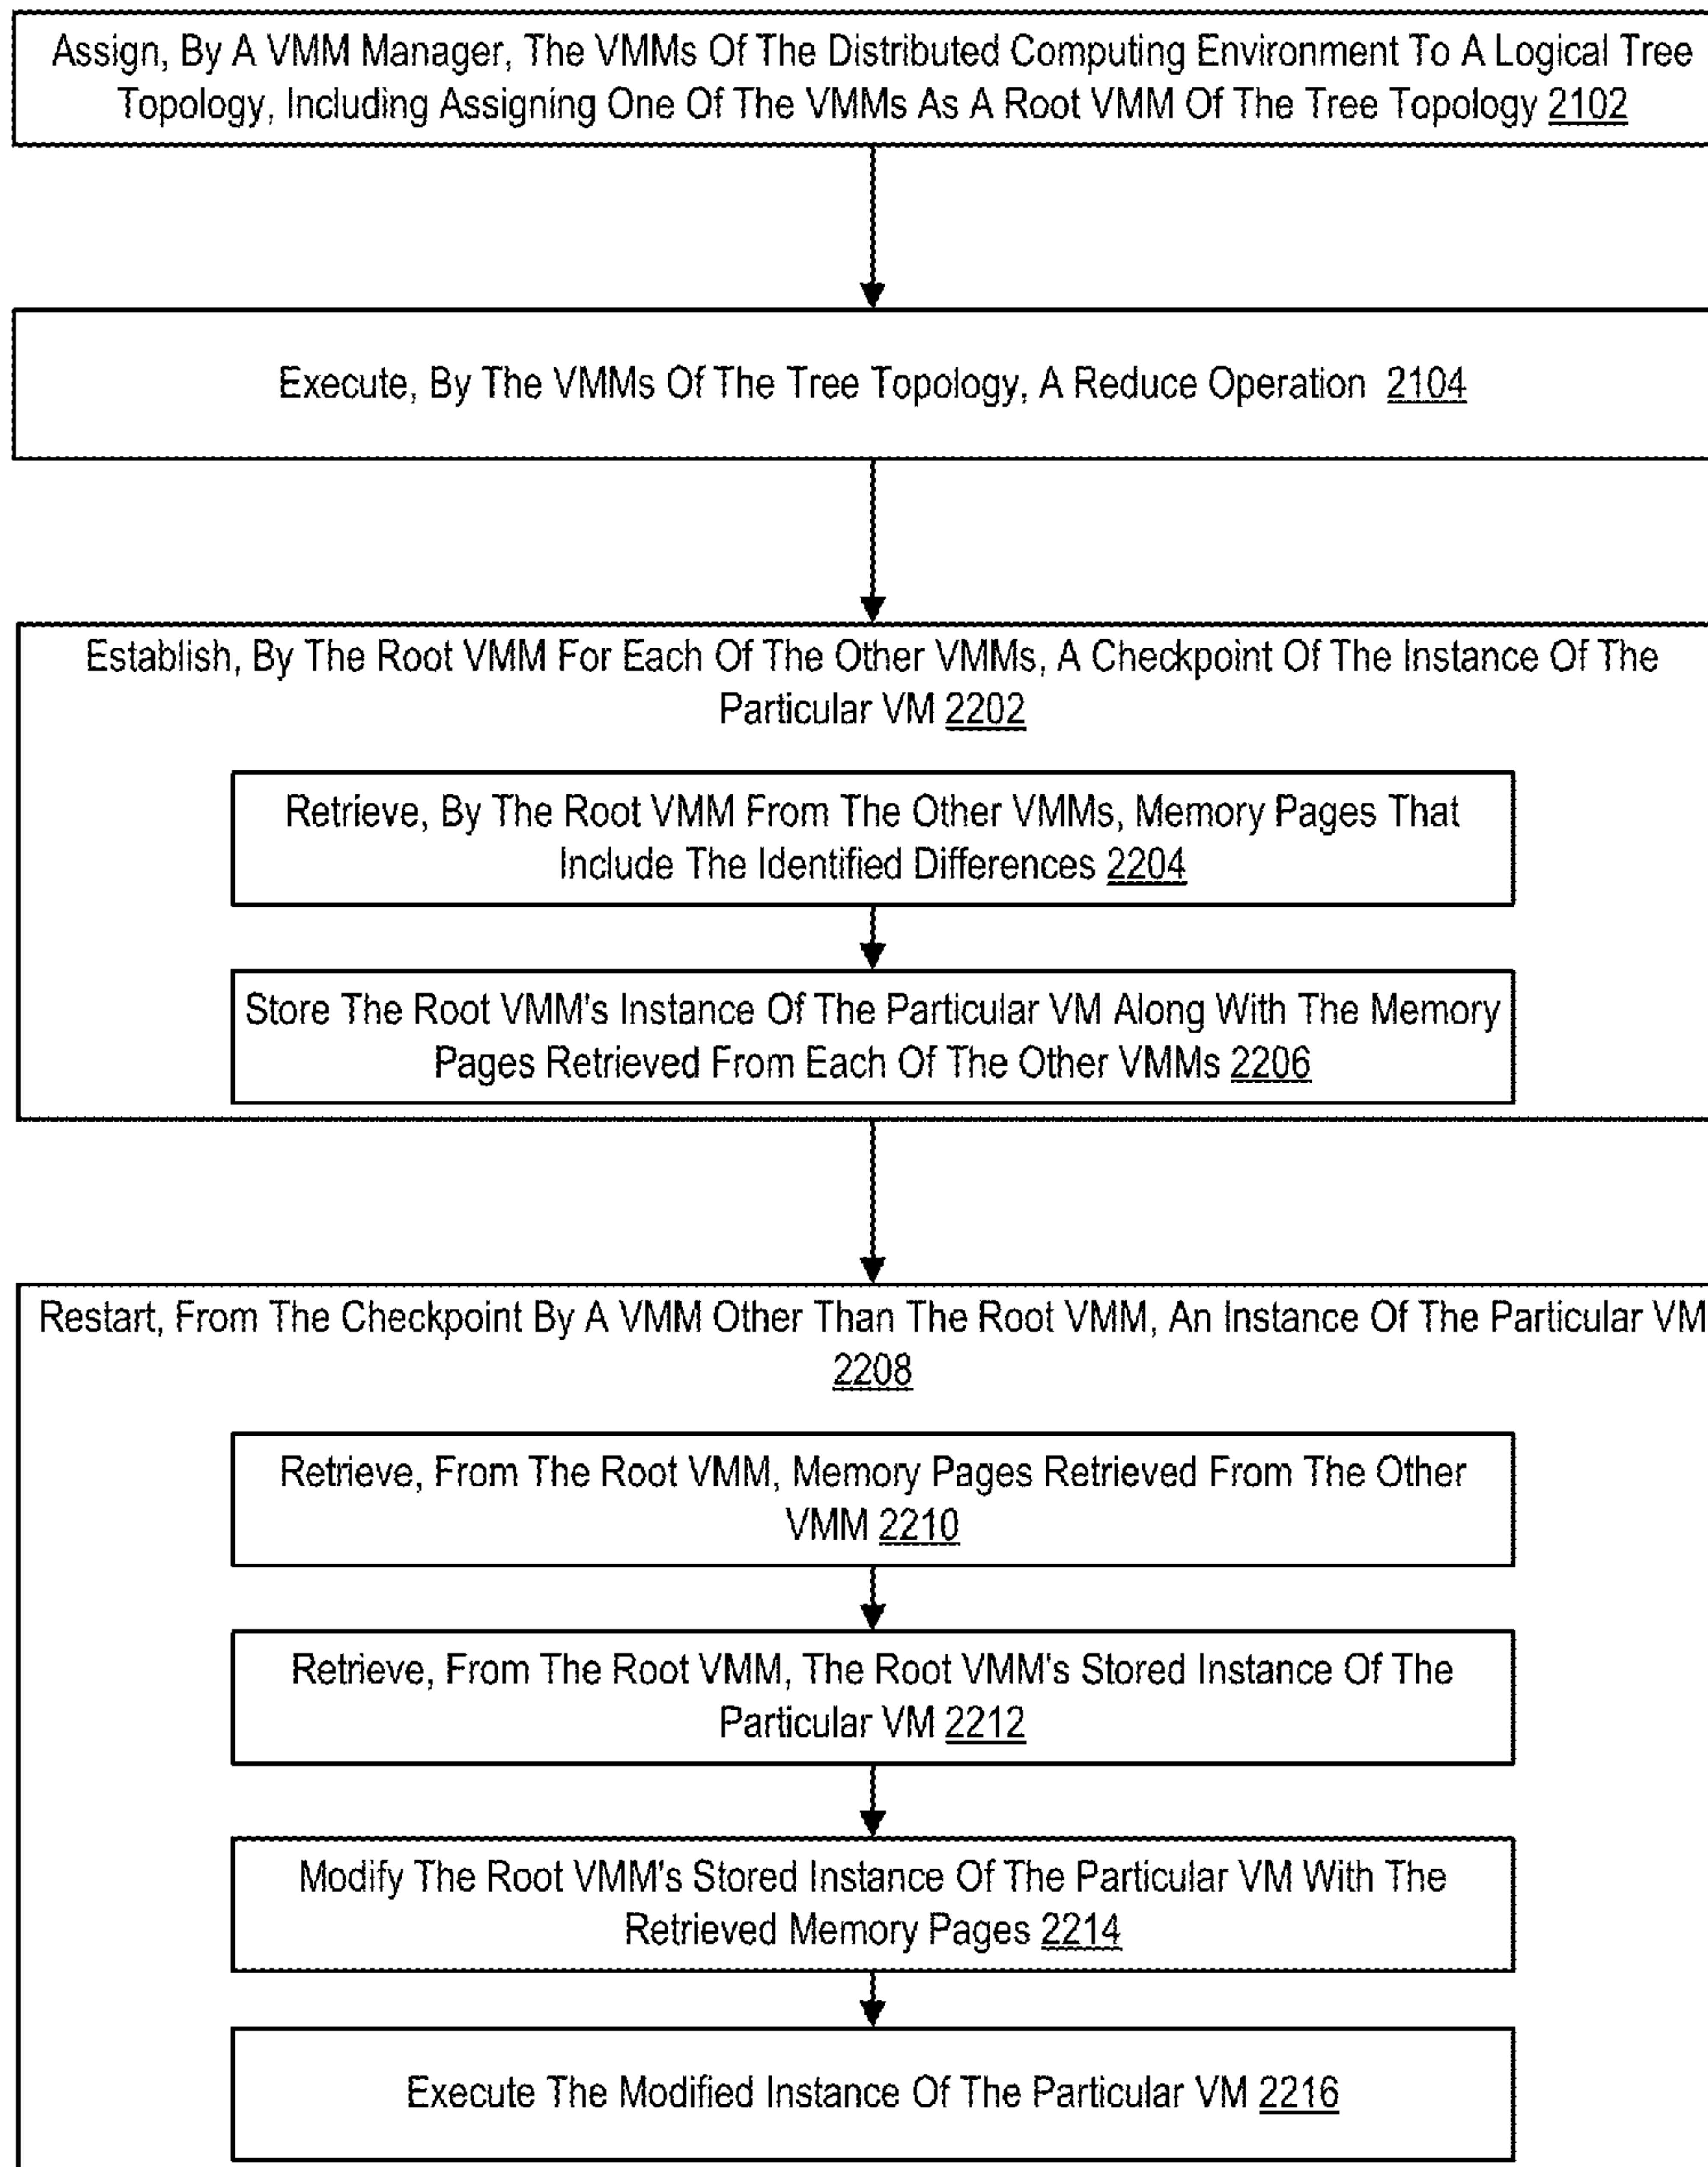 Assign, By A VMM Manager, The VMMs Of The Distributed Computing Environment To A Logical Tree
Topology, Including Assigning One Of The VMMs As A Root VMM Of The Tree Topology 2102
Execute, By The VMMs Of The Tree Topology, A Reduce Operation 2104
Establish, By The Root VMM For Each Of The Other VMMs, A Checkpoint Of The Instance Of The
Particular VM 2202
Retrieve, By The Root VMM From The Other VMMs, Memory Pages That
Include The Identified Differences 2204
Store The Root VMM's Instance Of The Particular VM Along With The Memory
Pages Retrieved From Each Of The Other VMMs 2206
Restart, From The Checkpoint By A VMM Other Than The Root VMM, An Instance Of The Particular VM
2208
Retrieve, From The Root VMM, Memory Pages Retrieved From The Other
VMM 2210
Retrieve, From The Root VMM, The Root VMM's Stored Instance Of The
Particular VM 2212
Modify The Root VMM's Stored Instance Of The Particular VM With The
Retrieved Memory Pages 2214
Execute The Modified Instance Of The Particular VM 2216